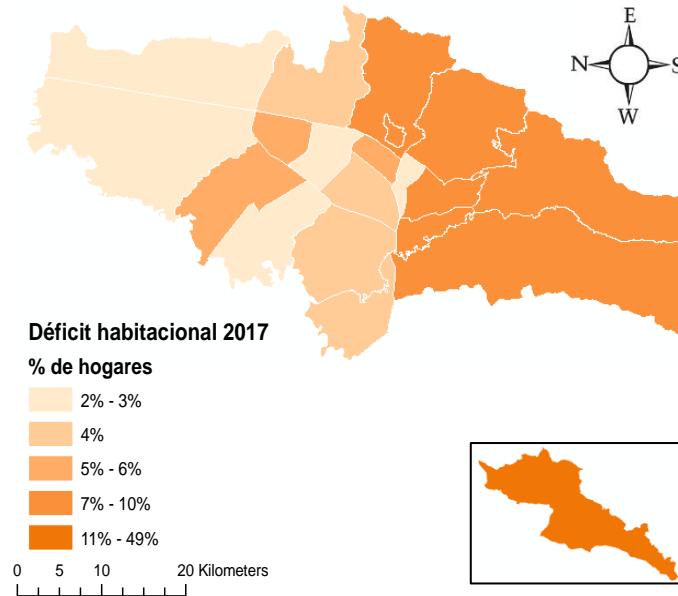 E
N S
W
Déficit habitacional 2017
% de hogares
2% - 3%
4%
5% - 6%
7% - 10%
11% - 49%
0 5 10 20 Kilometers